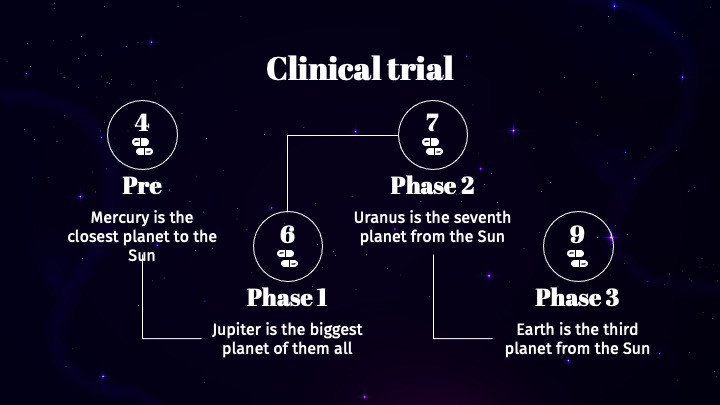 Clinical trial
4
Pre
Mercury is the
closest planet to the
Sun
6
Phase 1
Jupiter is the biggest
planet of them all
7
Phase 2
Uranus is the seventh
planet from the Sun
9
Phase 3
Earth is the third
planet from the Sun